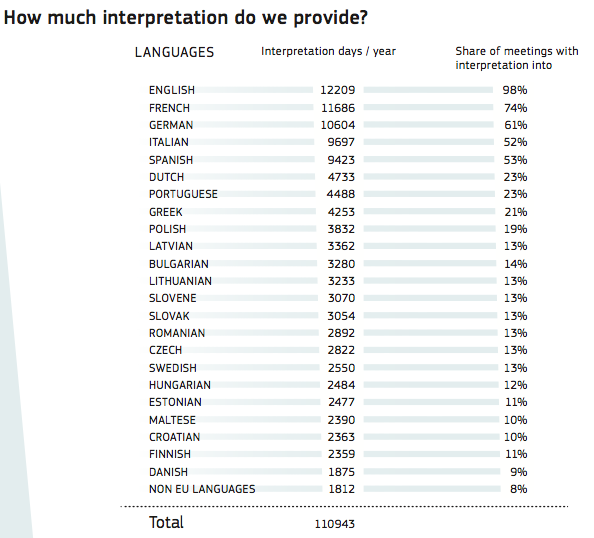 How much interpretation do we provide?
LANGUAGES Interpretation days / year Share of meetings with
interpretation into
ENGLISH 12209 98%
FRENCH 11686 74%
GERMAN 10604 61%
ITALIAN 9697 52%
SPANISH 9423 53%
DUTCH 4733 23%
PORTUGUESE 4488 23%
GREEK 4253 21%
POLISH 3832 19%
LATVIAN 3362 13%
BULGARIAN 3280 14%
LITHUANIAN 3233 13%
SLOVENE 3070 13%
SLOVAK 3054 13%
ROMANIAN 2892 13%
CZECH 2822 13%
SWEDISH 2550 13%
HUNGARIAN 2484 12%
ESTONIAN 2477 11%
MALTESE 2390 10%
CROATIAN 2363 10%
FINNISH 2359 11%
DANISH 1875 9%
NON EU LANGUAGES 1812 8%
Total 110943